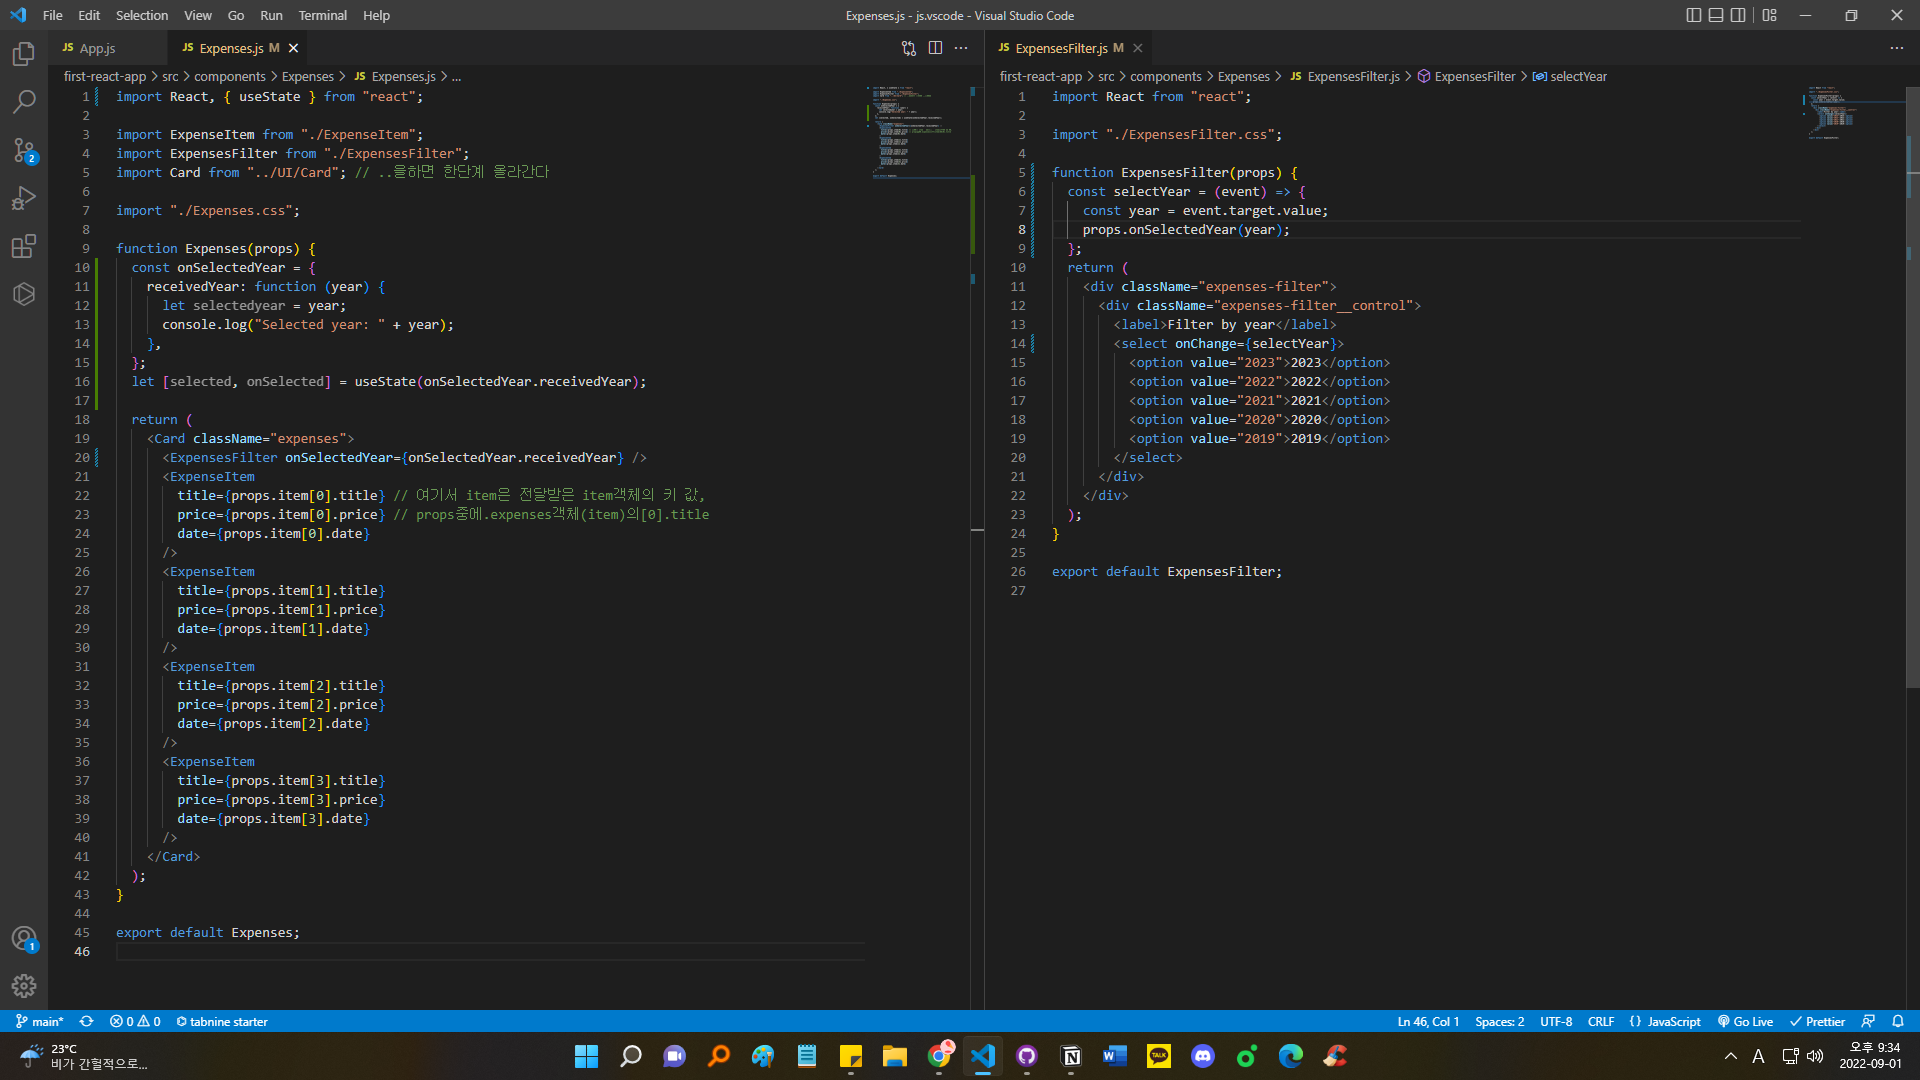 File Edit Selection View Go Run Terminal Help
Expenses.js - js.vscode - Visual Studio Code
JS App.js
JS Expenses.js M
first-react-app > src > components > Expenses > JS Expenses.js > ...
1 import React, { useState } from "react";
2
3 import ExpenseItem from "./ExpenseItem";
4 import ExpensesFilter from "./ExpensesFilter";
5 import Card from "../UI/Card"; // ..을하면 한단계 올라간다
6
7 import "./Expenses.css";
8
9 function Expenses(props) {
10 const onSelectedYear = {
11 receivedYear: function (year) {
12 let selectedyear = year;
13 console.log("Selected year: " + year);
14 },
15 };
16 let [selected, onSelected] = useState(onSelectedYear.receivedYear);
17
18 return (
19 <Card className="expenses">
20 <ExpensesFilter onSelectedYear={onSelectedYear.receivedYear} />
21 <ExpenseItem
22 title={props.item[0].title} // 여기서 item은 전달받은 item객체의 키 값,
23 price={props.item[0].price} // props중에.expenses객체(item)의[0].title
24 date={props.item[0].date}
25 />
26 <ExpenseItem
27 title={props.item[1].title}
28 price={props.item[1].price}
29 date={props.item[1].date}
30 />
31 <ExpenseItem
32 title={props.item[2].title}
33 price={props.item[2].price}
34 date={props.item[2].date}
35 />
36 <ExpenseItem
37 title={props.item[3].title}
38 price={props.item[3].price}
39 date={props.item[3].date}
40 />
41 </Card>
42 );
43 }
44
45 export default Expenses;
46
JS ExpensesFilter.js M
first-react-app > src > components > Expenses > JS ExpensesFilter.js > ExpensesFilter > selectYear
1 import React from "react";
2
3 import "./ExpensesFilter.css";
4
5 function ExpensesFilter(props) {
6 const selectYear = (event) => {
7 const year = event.target.value;
8 props.onSelectedYear(year);
9 };
10 return (
11 <div className="expenses-filter">
12 <div className="expenses-filter__control">
13 <label>Filter by year</label>
14 <select onChange={selectYear}>
15 <option value="2023">2023</option>
16 <option value="2022">2022</option>
17 <option value="2021">2021</option>
18 <option value="2020">2020</option>
19 <option value="2019">2019</option>
20 </select>
21 </div>
22 </div>
23 );
24 }
25
26 export default ExpensesFilter;
27
2
1
main* 0 0 tabnine starter
Ln 46, Col 1 Spaces: 2 UTF-8 CRLF {} JavaScript Go Live Prettier
23°C
비가 간헐적으로...
TALK
A
오후 9:34
2022-09-01